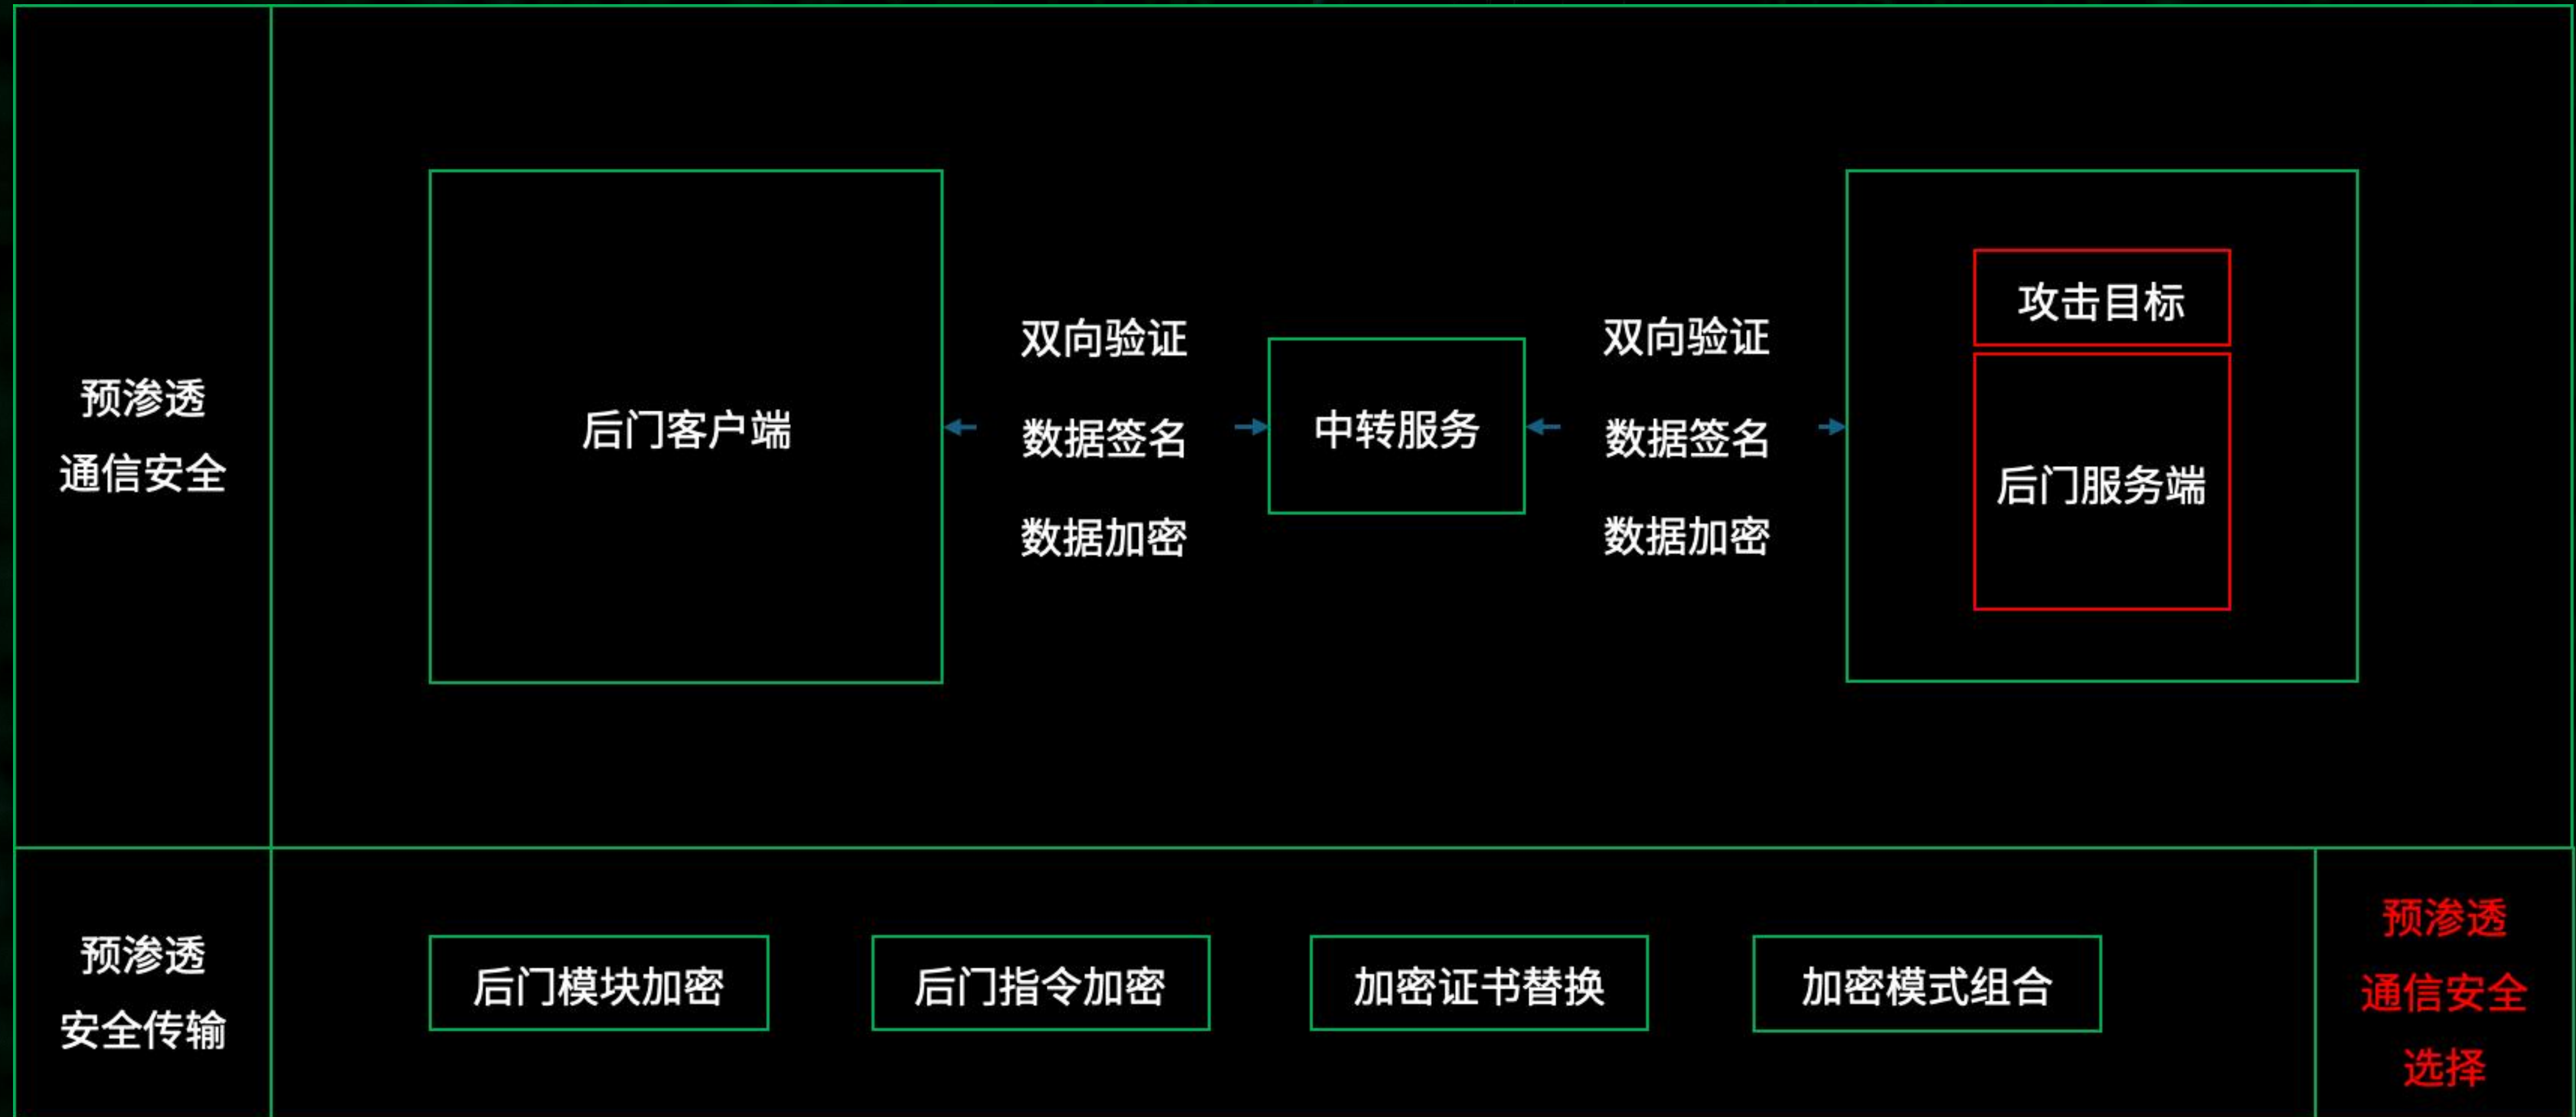 预渗透
通信安全
后门客户端
双向验证
数据签名
数据加密
中转服务
双向验证
数据签名
数据加密
攻击目标
后门服务端
预渗透
安全传输
后门模块加密
后门指令加密
加密证书替换
加密模式组合
预渗透
通信安全
选择